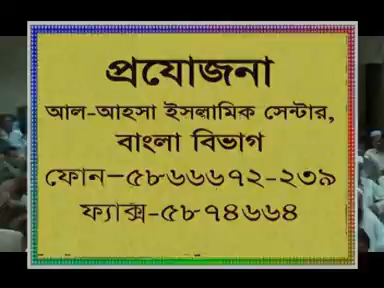 প্রযোজনা
আল-আহসা ইসলামিক সেন্টার,
বাংলা বিভাগ
ফোন-৫৮৬৬৬৭২-২৩৯
ফ্যাক্স-৫৮৭৪৬৬৪